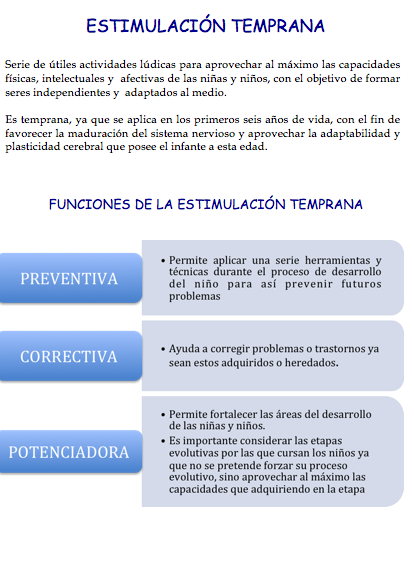 ESTIMULACIÓN TEMPRANA
Serie de útiles actividades lúdicas para aprovechar al máximo las capacidades
físicas, intelectuales y afectivas de las niñas y niños, con el objetivo de formar
seres independientes y adaptados al medio.
Es temprana, ya que se aplica en los primeros seis años de vida, con el fin de
favorecer la maduración del sistema nervioso y aprovechar la adaptabilidad y
plasticidad cerebral que posee el infante a esta edad.
FUNCIONES DE LA ESTIMULACIÓN TEMPRANA
PREVENTIVA
• Permite aplicar una serie herramientas y
técnicas durante el proceso de desarrollo
del niño para así prevenir futuros
problemas
CORRECTIVA
• Ayuda a corregir problemas o trastornos ya
sean estos adquiridos o heredados.
POTENCIADORA
• Permite fortalecer las áreas del desarrollo
de las niñas y niños.
• Es importante considerar las etapas
evolutivas por las que cursan los niños ya
que no se pretende forzar su proceso
evolutivo, sino aprovechar al máximo las
capacidades que adquiriendo en la etapa